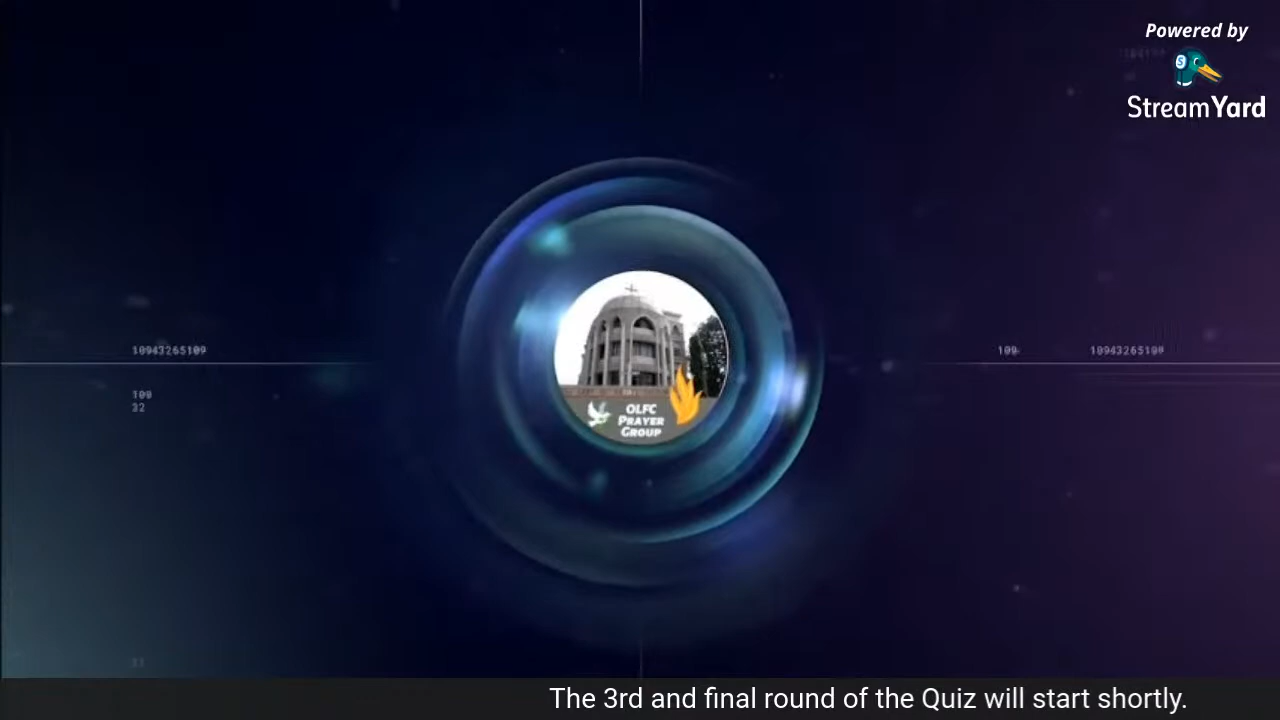 Powered by
StreamYard
10943265109
109
32
109
OLFC
PRAYER
GROUP
The 3rd and final round of the Quiz will start shortly.